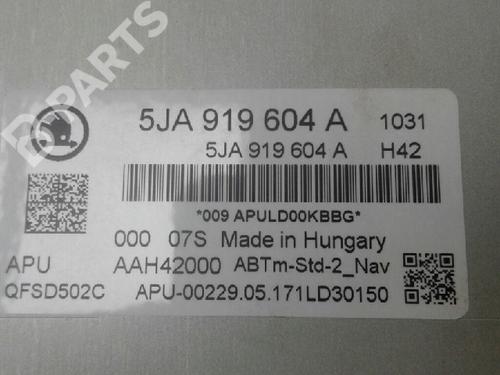 5JA 919 604 A 1031
5JA 919 604 A H42
*009 APULD00KBBG*
000 07S Made in Hungary
APU AAH42000 ABTm-Std-2_Nav
QFSD502C APU-00229.05.171LD30150
B-PARTS